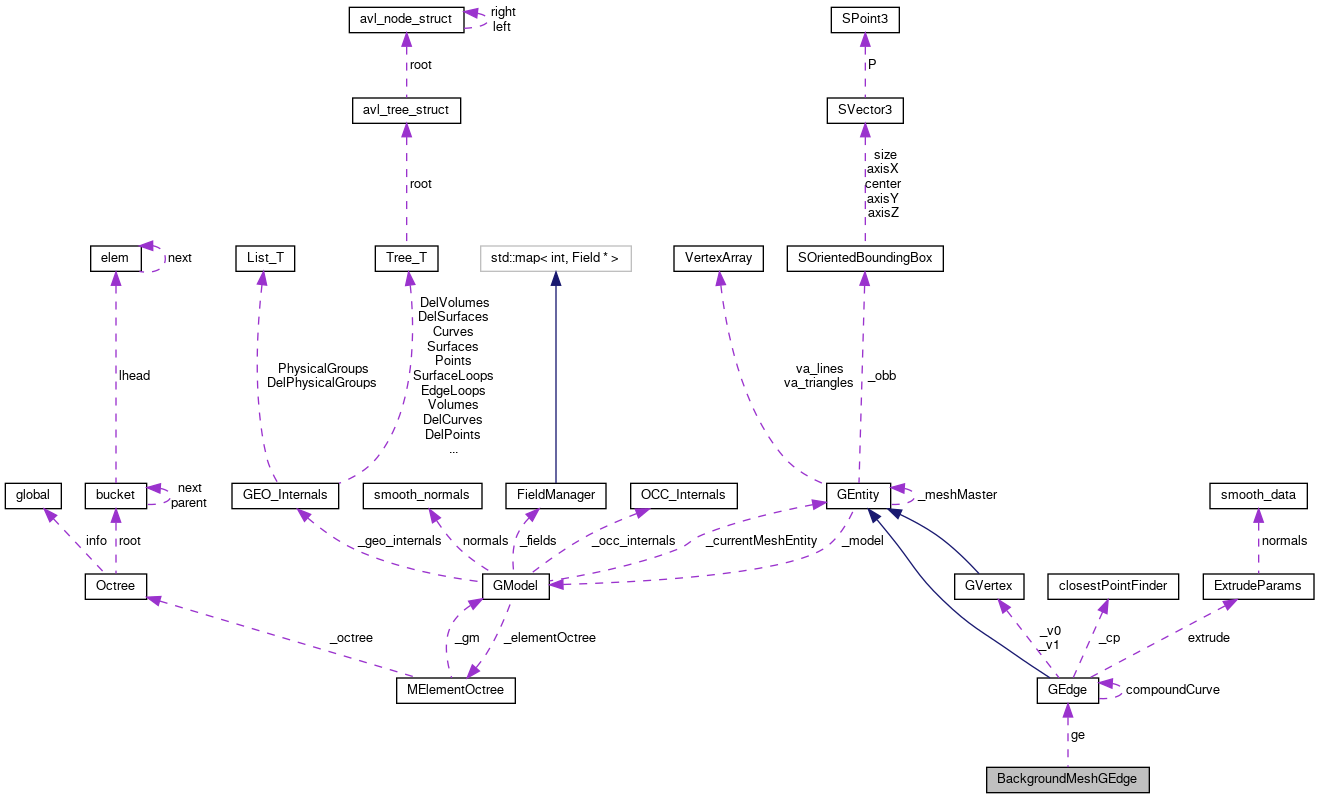 avl_node_struct
right
left
SPoint3
root
P
avl_tree_struct
SVector3
root
size
axisX
center
axisY
axisZ
elem
next
List_T
Tree_T
std::map< int, Field * >
VertexArray
SOrientedBoundingBox
lhead
PhysicalGroups
DelPhysicalGroups
DelVolumes
DelSurfaces
Curves
Surfaces
Points
SurfaceLoops
EdgeLoops
Volumes
DelCurves
DelPoints
...
va_lines
va_triangles
_obb
global
bucket
next
parent
GEO_Internals
smooth_normals
FieldManager
OCC_Internals
GEntity
_meshMaster
smooth_data
info
root
_geo_internals
normals
_fields
_occ_internals
_currentMeshEntity
_model
normals
Octree
GModel
GVertex
closestPointFinder
ExtrudeParams
_octree
_gm
_elementOctree
_v0
_v1
_cp
extrude
MElementOctree
GEdge
compoundCurve
ge
BackgroundMeshGEdge